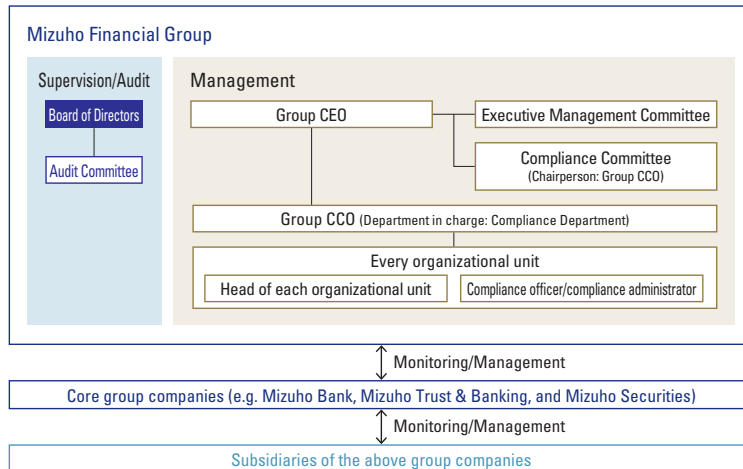 Mizuho Financial Group
Supervision/Audit
Board of Directors
Audit Committee
Management
Group CEO
Executive Management Committee
Compliance Committee
(Chairperson: Group CCO)
Group CCO (Department in charge: Compliance Department)
Every organizational unit
Head of each organizational unit
Compliance officer/compliance administrator
Monitoring/Management
Core group companies (e.g. Mizuho Bank, Mizuho Trust & Banking, and Mizuho Securities)
Monitoring/Management
Subsidiaries of the above group companies